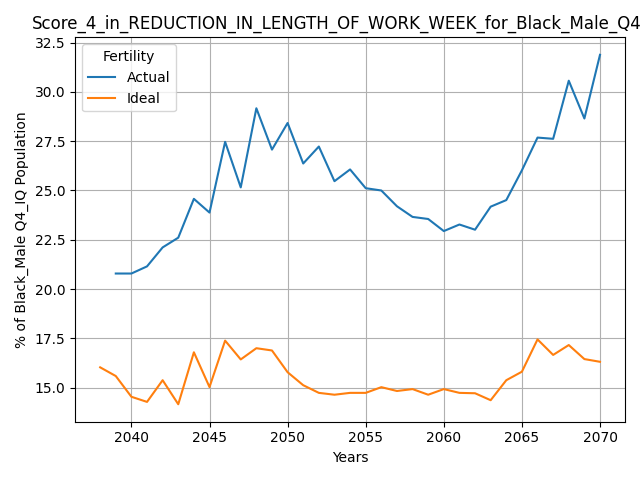 Score_4_in_REDUCTION_IN_LENGTH_OF_WORK_WEEK_for_Black_Male_Q4
Fertility
Actual
Ideal
32.5
30.0
27.5
25.0
22.5
20.0
17.5
15.0
% of Black_Male Q4_IQ Population
2040 2045 2050 2055 2060 2065 2070
Years